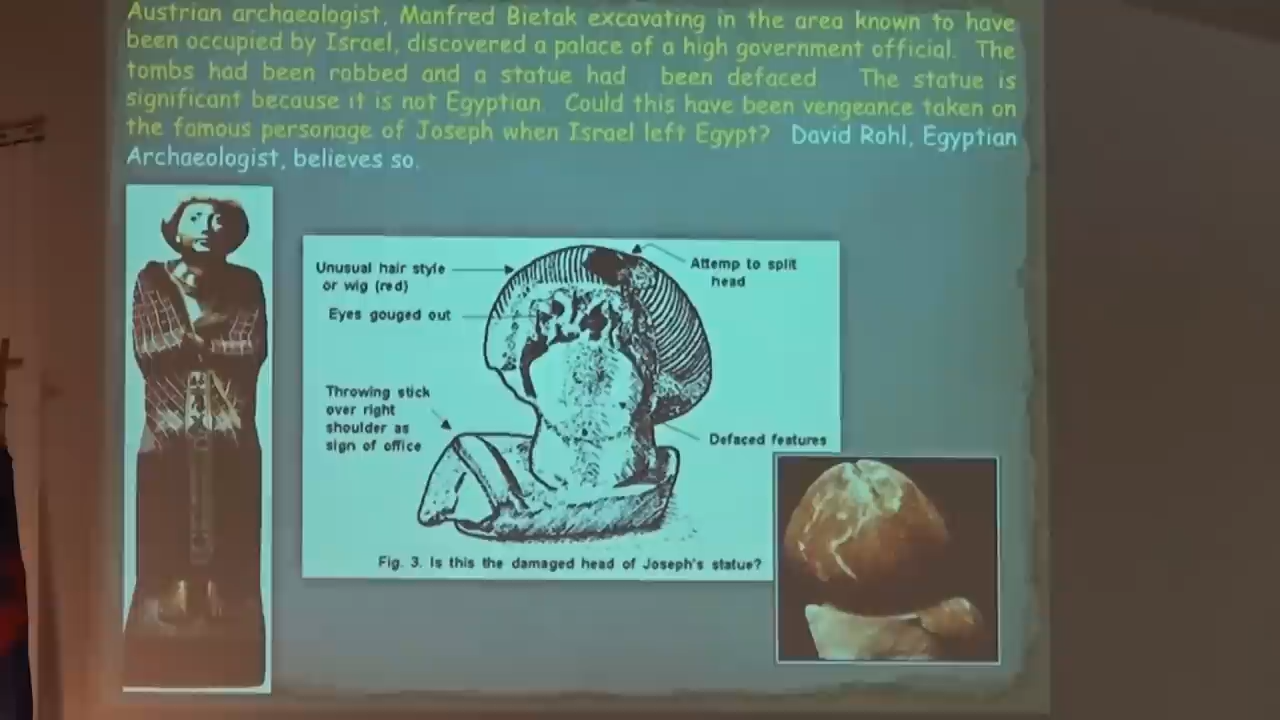 Austrian archaeologist, Manfred Bietak excavating in the area known to have
been occupied by Israel, discovered a palace of a high government official. The
tombs had been robbed and a statue had been defaced The statue is
significant because it is not Egyptian. Could this have been vengeance taken on
the famous personage of Joseph when Israel left Egypt? David Rohl, Egyptian
Archaeologist, believes so.
Unusual hair style
or wig (red)
Eyes gouged out
Throwing stick
over right
shoulder as
sign of office
Attemp to split
head
Defaced features
Fig. 3. Is this the damaged head of Joseph's statue?